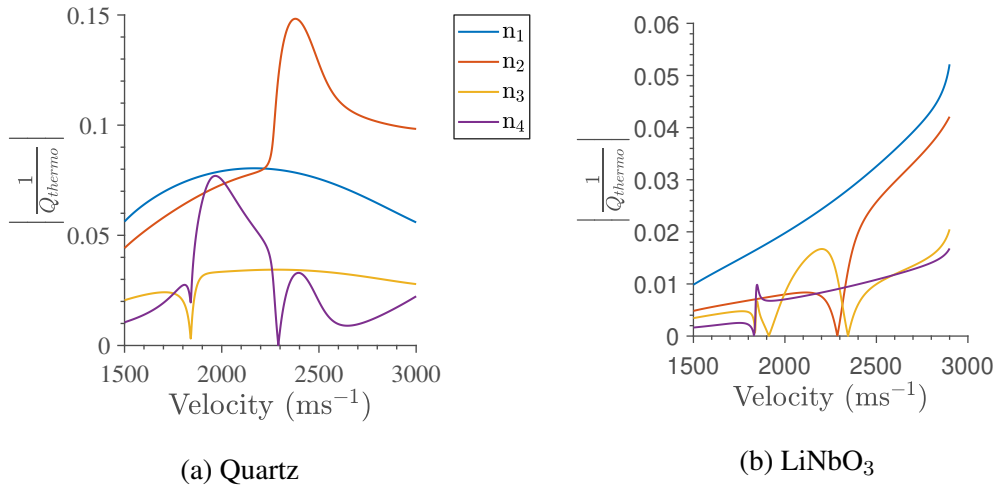 0.15
0.1
0.05
0
1500
2000
2500
3000
Velocity (ms⁻¹)
|1/Q_thermo|
n₁
n₂
n₃
n₄
(a) Quartz
0.06
0.05
0.04
0.03
0.02
0.01
0
1500
2000
2500
3000
Velocity (ms⁻¹)
|1/Q_thermo|
(b) LiNbO₃